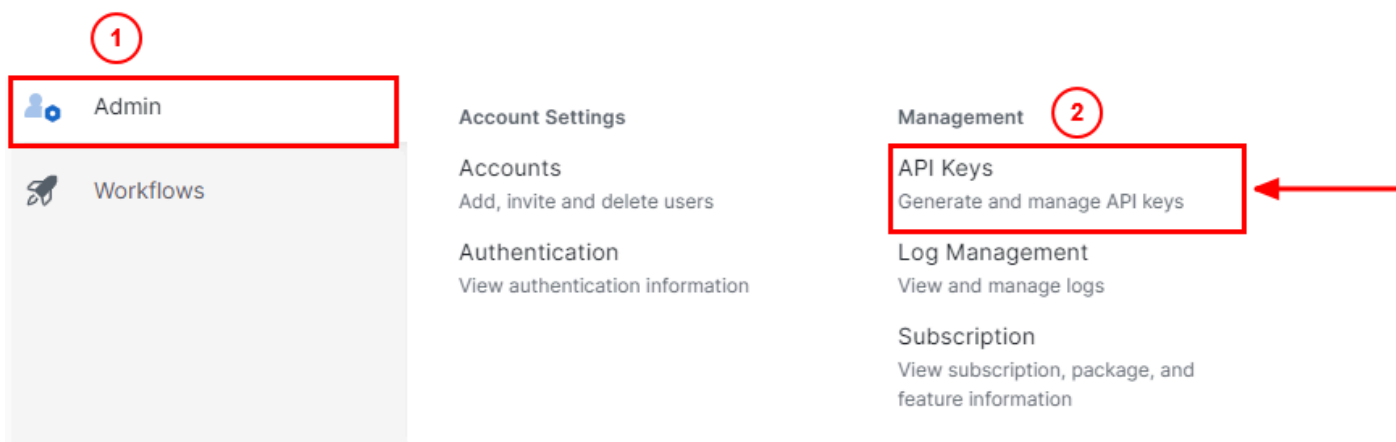 1
Admin
Workflows
Account Settings
Accounts
Add, invite and delete users
Authentication
View authentication information
Management
2
API Keys
Generate and manage API keys
Log Management
View and manage logs
Subscription
View subscription, package, and
feature information